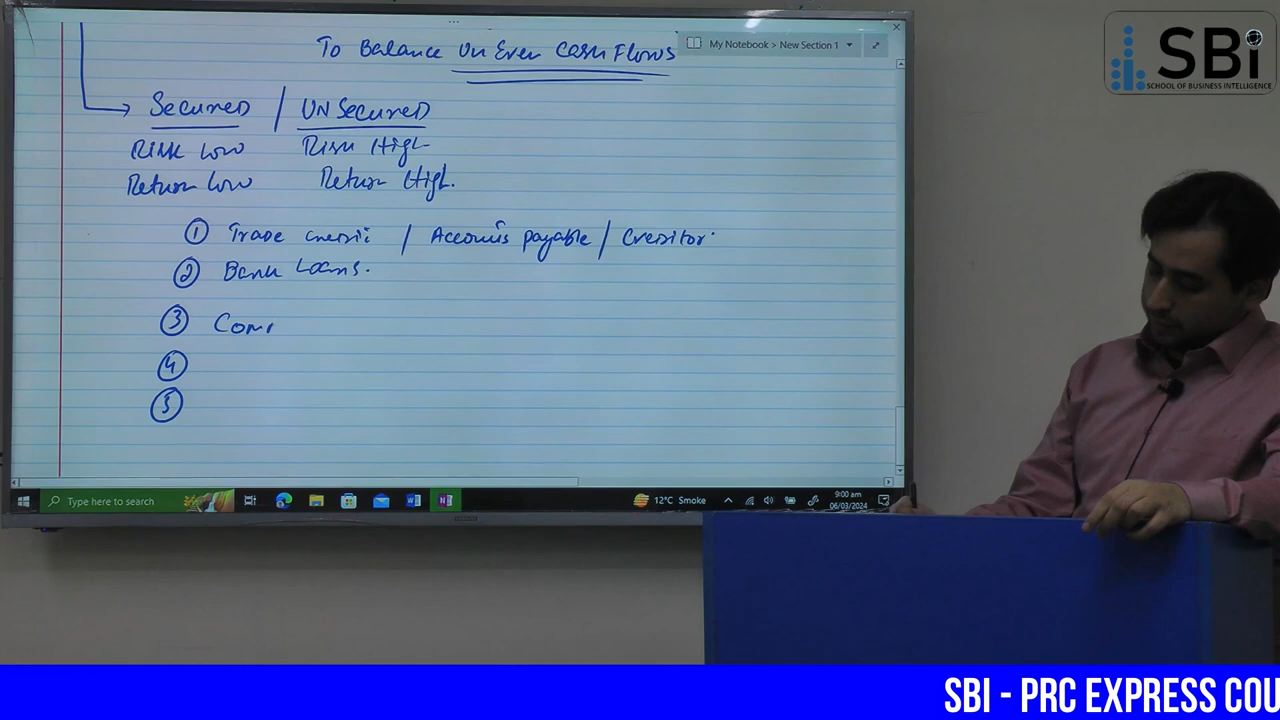 To Balance Un Even Cash Flows
My Notebook > New Section 1
SBi
SCHOOL OF BUSINESS INTELLIGENCE
Secured / UN Secured
Risk Low Risk High
Return Low Return High.
① Trade credit / Accounts payable / Creditor
② Bank Loans.
③ Com
④
⑤
Type here to search
12°C Smoke
9:00 am
06/03/2024
SBI - PRC EXPRESS COU